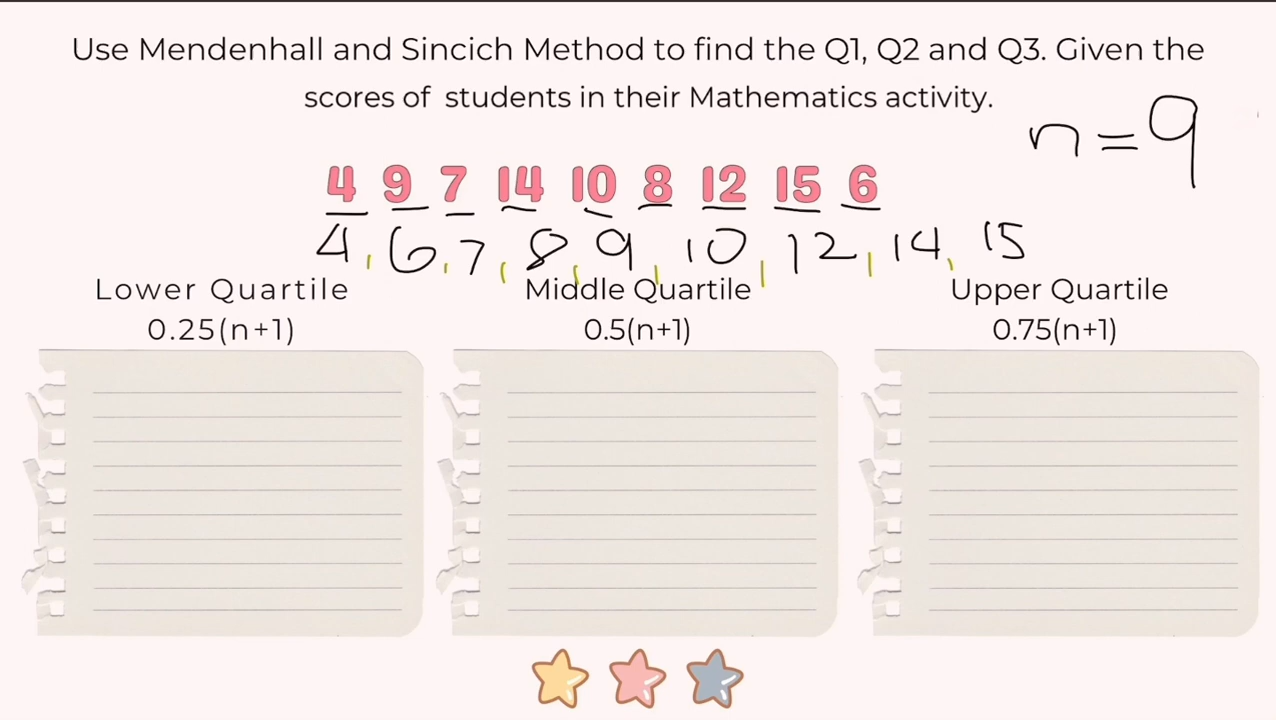 Use Mendenhall and Sincich Method to find the Q1, Q2 and Q3. Given the
scores of students in their Mathematics activity.
n=9
4 9 7 14 10 8 12 15 6
4, 6, 7, 8, 9, 10, 12, 14, 15
Lower Quartile
0.25(n+1)
Middle Quartile
0.5(n+1)
Upper Quartile
0.75(n+1)